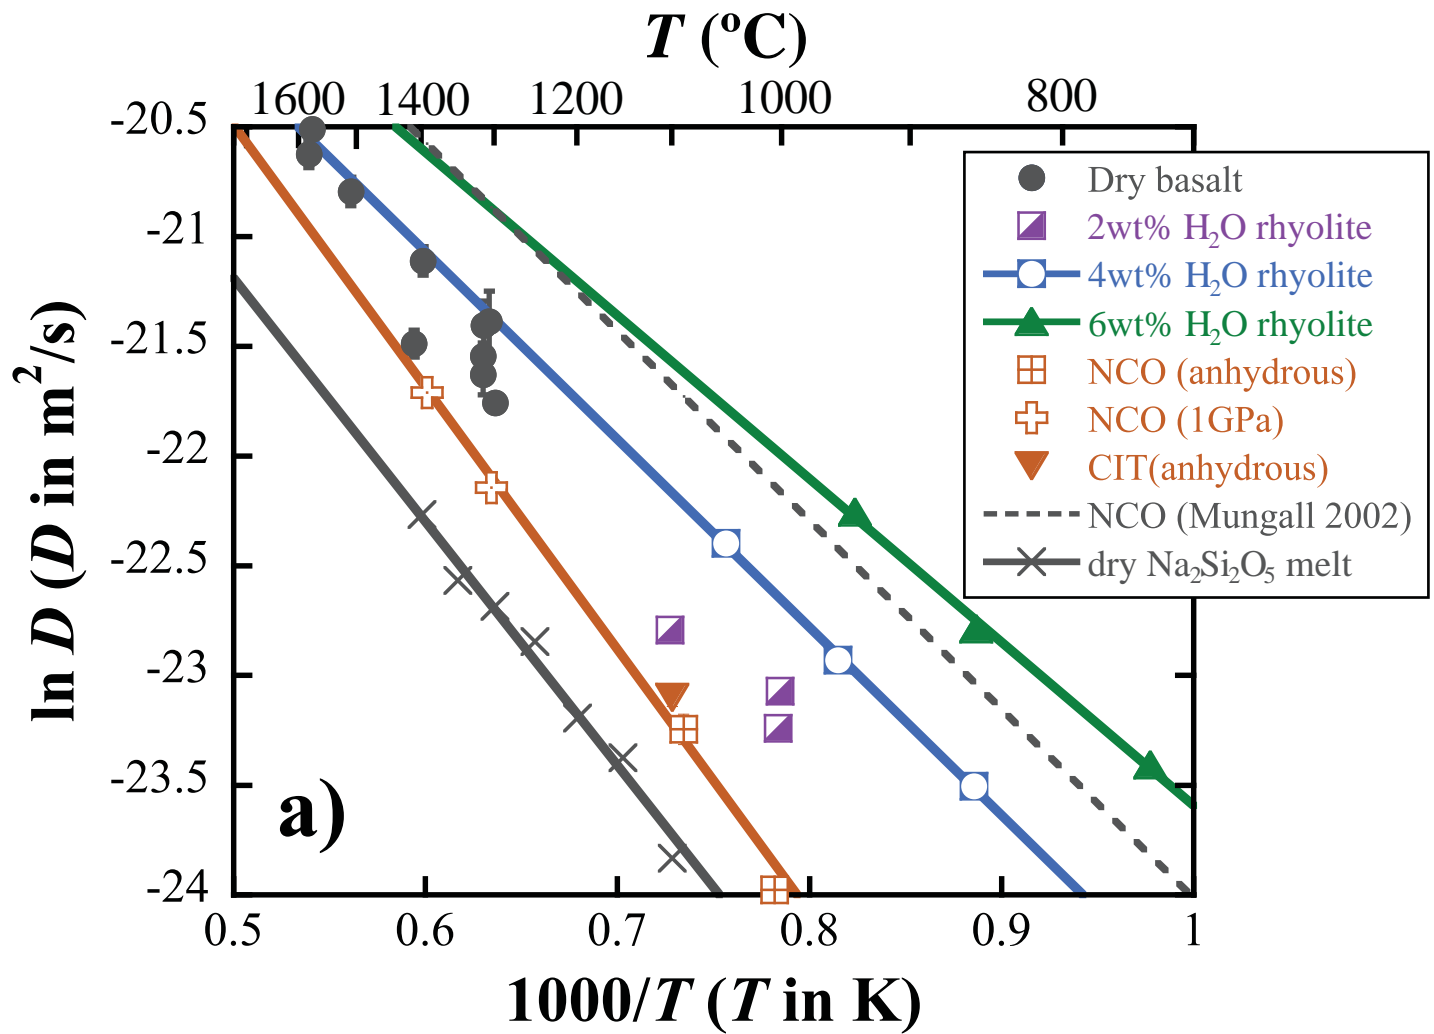 T (ºC)
1600 1400 1200 1000 800
-20.5
-21
-21.5
-22
-22.5
-23
-23.5
-24
ln D (D in m²/s)
Dry basalt
2wt% H₂O rhyolite
4wt% H₂O rhyolite
6wt% H₂O rhyolite
NCO (anhydrous)
NCO (1GPa)
CIT(anhydrous)
NCO (Mungall 2002)
dry Na₂Si₂O₅ melt
a)
0.5 0.6 0.7 0.8 0.9 1
1000/T (T in K)